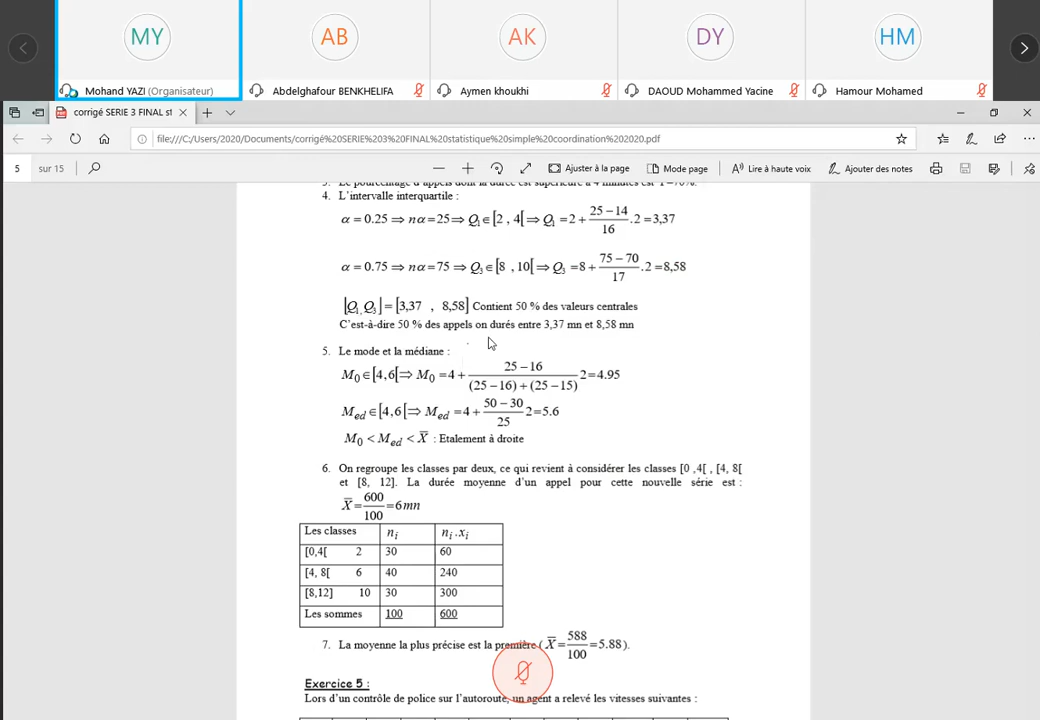 MY
AB
AK
DY
HM
Mohand YAZI (Organisateur)
Abdelghafour BENKHELIFA
Aymen khoukhi
DAOUD Mohammed Yacine
Hamour Mohamed
corrigé SERIE 3 FINAL st
file:///C:/Users/2020/Documents/corrigé%20SERIE%203%20FINAL%20statistique%20simple%20coordination%202020.pdf
5 sur 15
Ajuster à la page
Mode page
Lire à haute voix
Ajouter des notes
4. L'intervalle interquartile :
α = 0.25 ⇒ nα = 25 ⇒ Q₁ ∈ [2 , 4[ ⇒ Q₁ = 2 + (25 − 14)/16 .2 = 3,37
α = 0.75 ⇒ nα = 75 ⇒ Q₃ ∈ [8 , 10[ ⇒ Q₃ = 8 + (75 − 70)/17 .2 = 8,58
[Q₁, Q₃] = [3,37 , 8,58] Contient 50 % des valeurs centrales
C'est-à-dire 50 % des appels on durés entre 3,37 mn et 8,58 mn
5. Le mode et la médiane :
M₀ ∈ [4,6[ ⇒ M₀ = 4 + (25 − 16)/((25 − 16) + (25 − 15)) 2 = 4.95
Med ∈ [4,6[ ⇒ Med = 4 + (50 − 30)/25 2 = 5.6
M₀ < Med < X̅ : Etalement à droite
6. On regroupe les classes par deux, ce qui revient à considérer les classes [0 ,4[ , [4, 8[
et [8, 12]. La durée moyenne d'un appel pour cette nouvelle série est :
X̅ = 600/100 = 6 mn
Les classes nᵢ nᵢ.xᵢ
[0,4[ 2 30 60
[4, 8[ 6 40 240
[8,12] 10 30 300
Les sommes 100 600
7. La moyenne la plus précise est la première ( X̅ = 588/100 = 5.88 ).
Exercice 5 :
Lors d'un contrôle de police sur l'autoroute, un agent a relevé les vitesses suivantes :